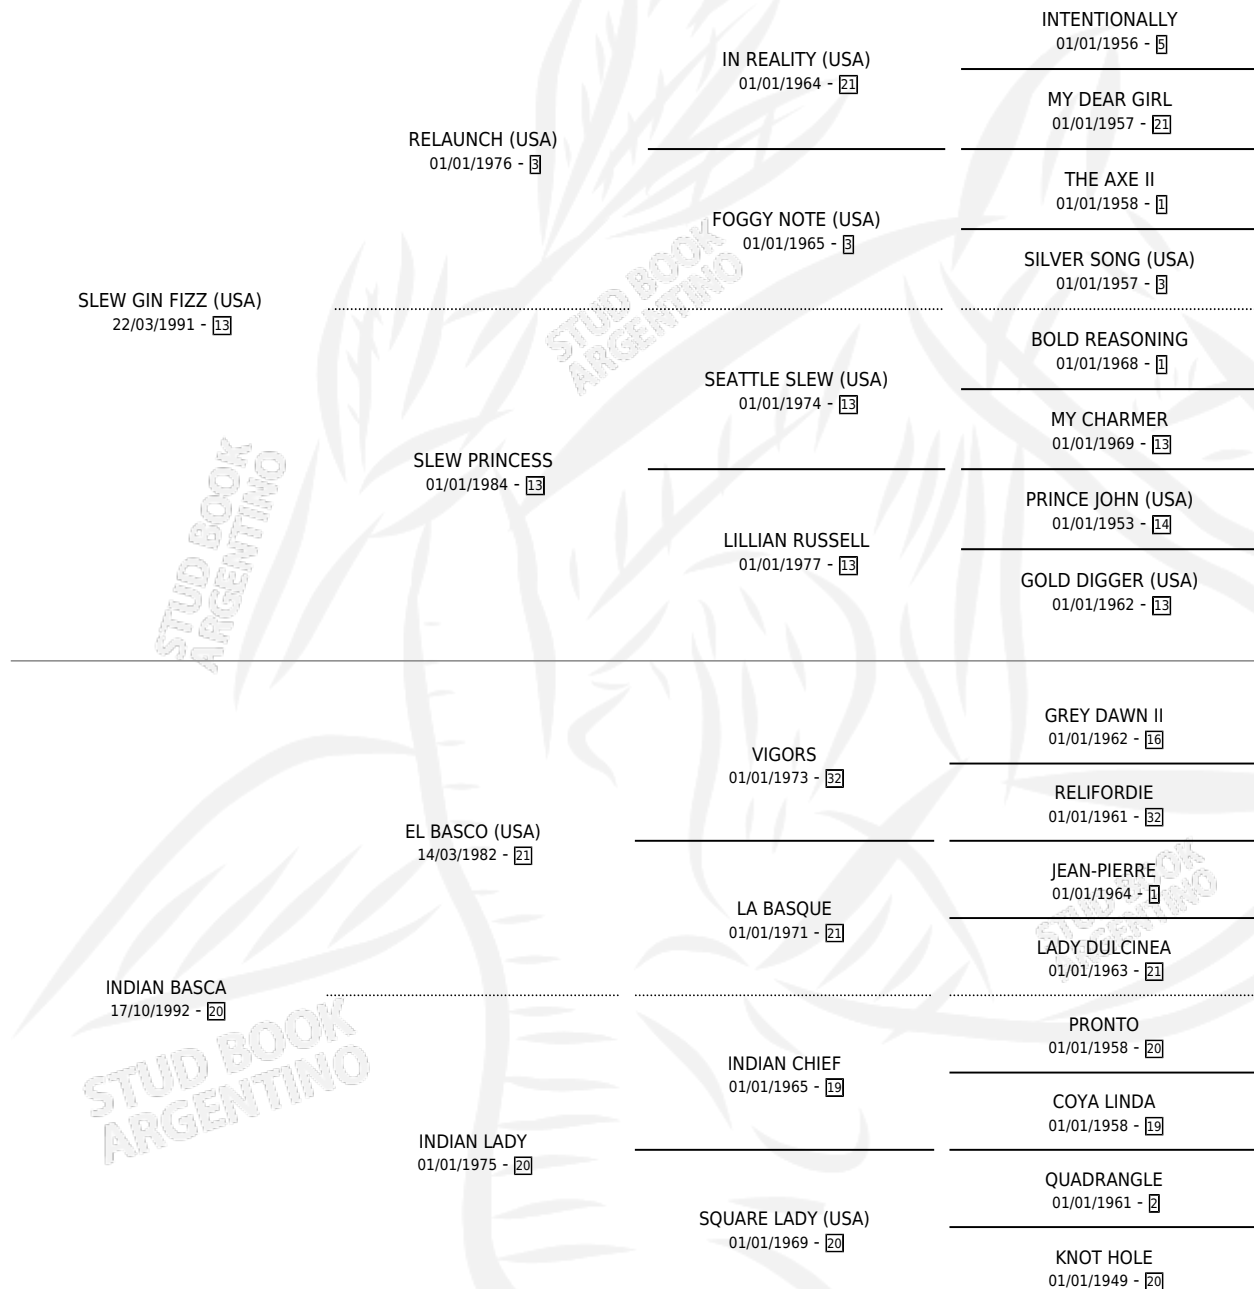 INTENTIONALLY
01/01/1956 - 5
IN REALITY (USA)
01/01/1964 - 21
MY DEAR GIRL
01/01/1957 - 21
RELAUNCH (USA)
01/01/1976 - 3
THE AXE II
01/01/1958 - 1
FOGGY NOTE (USA)
01/01/1965 - 3
SILVER SONG (USA)
01/01/1957 - 3
SLEW GIN FIZZ (USA)
22/03/1991 - 13
BOLD REASONING
01/01/1968 - 1
SEATTLE SLEW (USA)
01/01/1974 - 13
MY CHARMER
01/01/1969 - 13
SLEW PRINCESS
01/01/1984 - 13
PRINCE JOHN (USA)
01/01/1953 - 14
LILLIAN RUSSELL
01/01/1977 - 13
GOLD DIGGER (USA)
01/01/1962 - 13
GREY DAWN II
01/01/1962 - 16
VIGORS
01/01/1973 - 32
RELIFORDIE
01/01/1961 - 32
EL BASCO (USA)
14/03/1982 - 21
JEAN-PIERRE
01/01/1964 - 1
LA BASQUE
01/01/1971 - 21
LADY DULCINEA
01/01/1963 - 21
INDIAN BASCA
17/10/1992 - 20
PRONTO
01/01/1958 - 20
INDIAN CHIEF
01/01/1965 - 19
COYA LINDA
01/01/1958 - 19
INDIAN LADY
01/01/1975 - 20
QUADRANGLE
01/01/1961 - 2
SQUARE LADY (USA)
01/01/1969 - 20
KNOT HOLE
01/01/1949 - 20
STUD BOOK
ARGENTINO
STUD BOOK
ARGENTINO
STUD BOOK
ARGENTINO
STUD BOOK
ARGENTINO